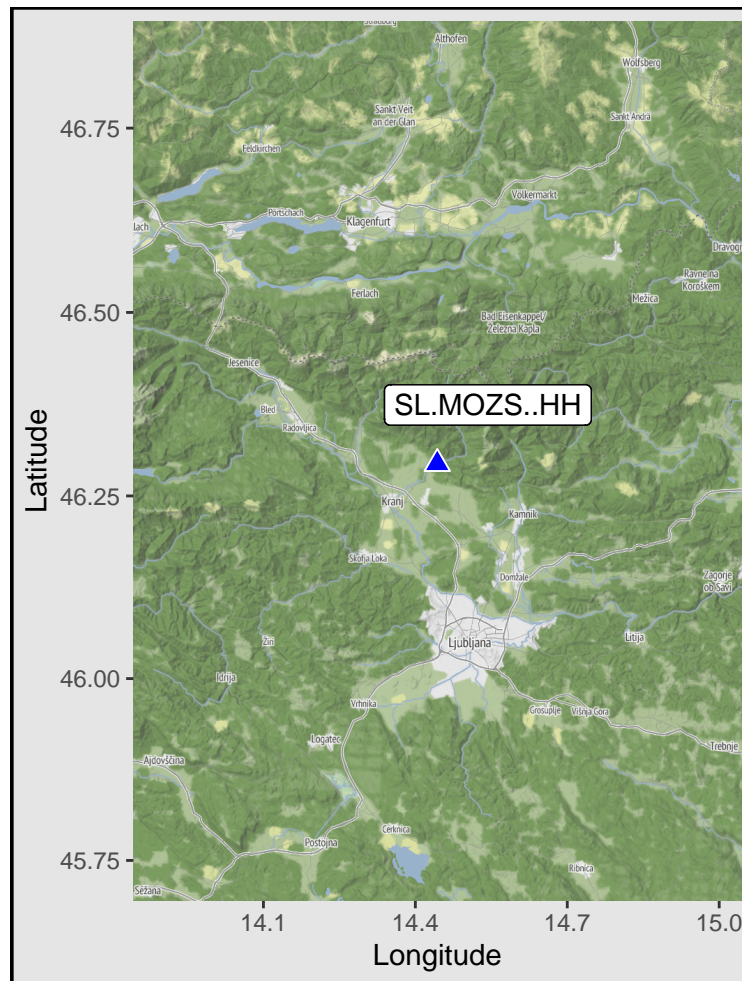 Althofen
Wolfsberg
Sankt Veit
an der Glan
Sankt Andrä
46.75
Feldkirchen
Völkermarkt
Pörtschach
Klagenfurt
lach
Dravogr
Ravne na
Koroškem
46.50
Ferlach
Mežica
Bad Eisenkappel/
Železna Kapla
Jesenice
SL.MOZS..HH
Bled
Radovljica
Latitude
46.25
Kranj
Kamnik
Škofja Loka
Domžale
Zagorje
ob Savi
Ljubljana
Litija
Žiri
46.00
Idrija
Vrhnika
Grosuplje
Višnja Gora
Logatec
Trebnje
Ajdovščina
Cerknica
Postojna
45.75
Ribnica
Sežana
14.1
14.4
14.7
15.0
Longitude